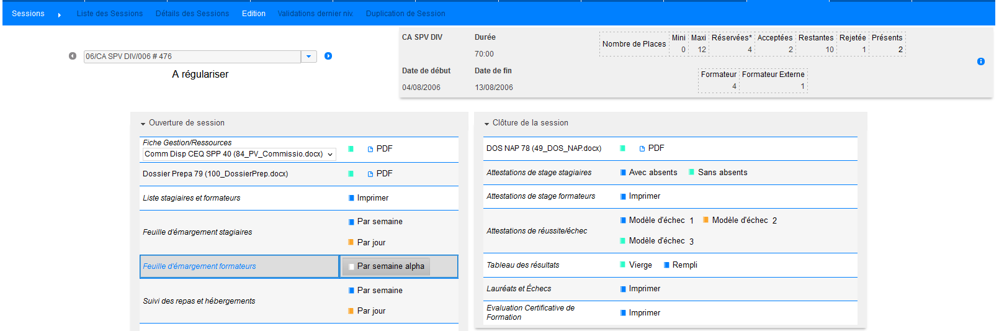 Sessions Liste des Sessions Détails des Sessions Edition Validations dernier niv. Duplication de Session
06/CA SPV DIV/006 # 476
A régulariser
CA SPV DIV Durée
70:00
Date de début Date de fin
04/08/2006 13/08/2006
Nombre de Places Mini Maxi Réservées* Acceptées Restantes Rejetée Présents
0 12 4 2 10 1 2
Formateur Formateur Externe
4 1
Ouverture de session
Fiche Gestion/Ressources
Comm Disp CEQ SPP 40 (84_PV_Commissio.docx) PDF
Dossier Prepa 79 (100_DossierPrep.docx) PDF
Liste stagiaires et formateurs Imprimer
Feuille d'émargement stagiaires Par semaine
Par jour
Feuille d'émargement formateurs Par semaine alpha
Suivi des repas et hébergements Par semaine
Par jour
Clôture de la session
DOS NAP 78 (49_DOS_NAP.docx) PDF
Attestations de stage stagiaires Avec absents Sans absents
Attestations de stage formateurs Imprimer
Attestations de réussite/échec Modèle d'échec 1 Modèle d'échec 2
Modèle d'échec 3
Tableau des résultats Vierge Rempli
Lauréats et Échecs Imprimer
Evaluation Certificative de
Formation Imprimer